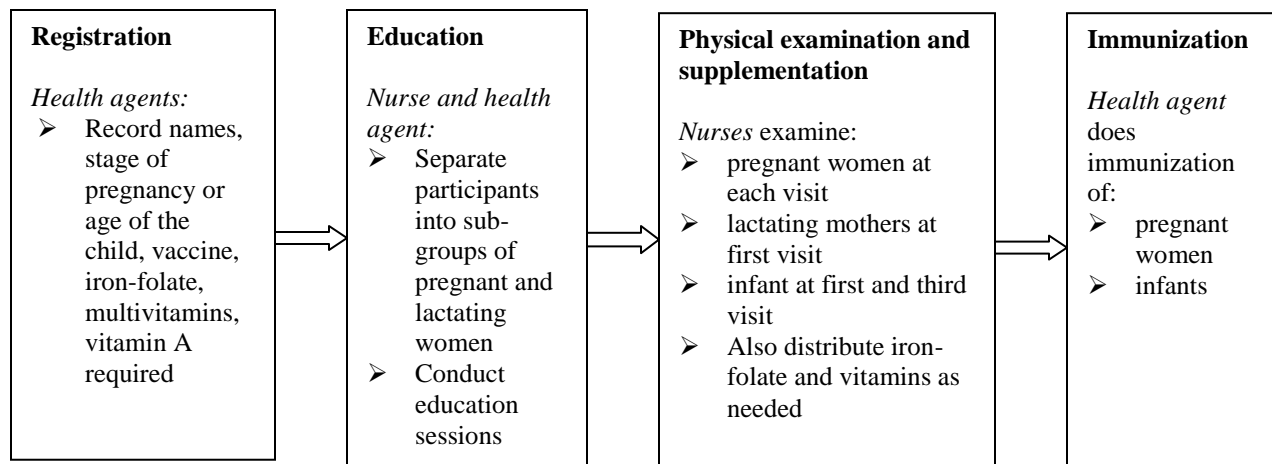 Registration
Health agents:
➢ Record names,
stage of
pregnancy or
age of the
child, vaccine,
iron-folate,
multivitamins,
vitamin A
required
Education
Nurse and health
agent:
➢ Separate
participants
into sub-
groups of
pregnant and
lactating
women
➢ Conduct
education
sessions
Physical examination and
supplementation
Nurses examine:
➢ pregnant women at
each visit
➢ lactating mothers at
first visit
➢ infant at first and third
visit
➢ Also distribute iron-
folate and vitamins as
needed
Immunization
Health agent
does
immunization
of:
➢ pregnant
women
➢ infants